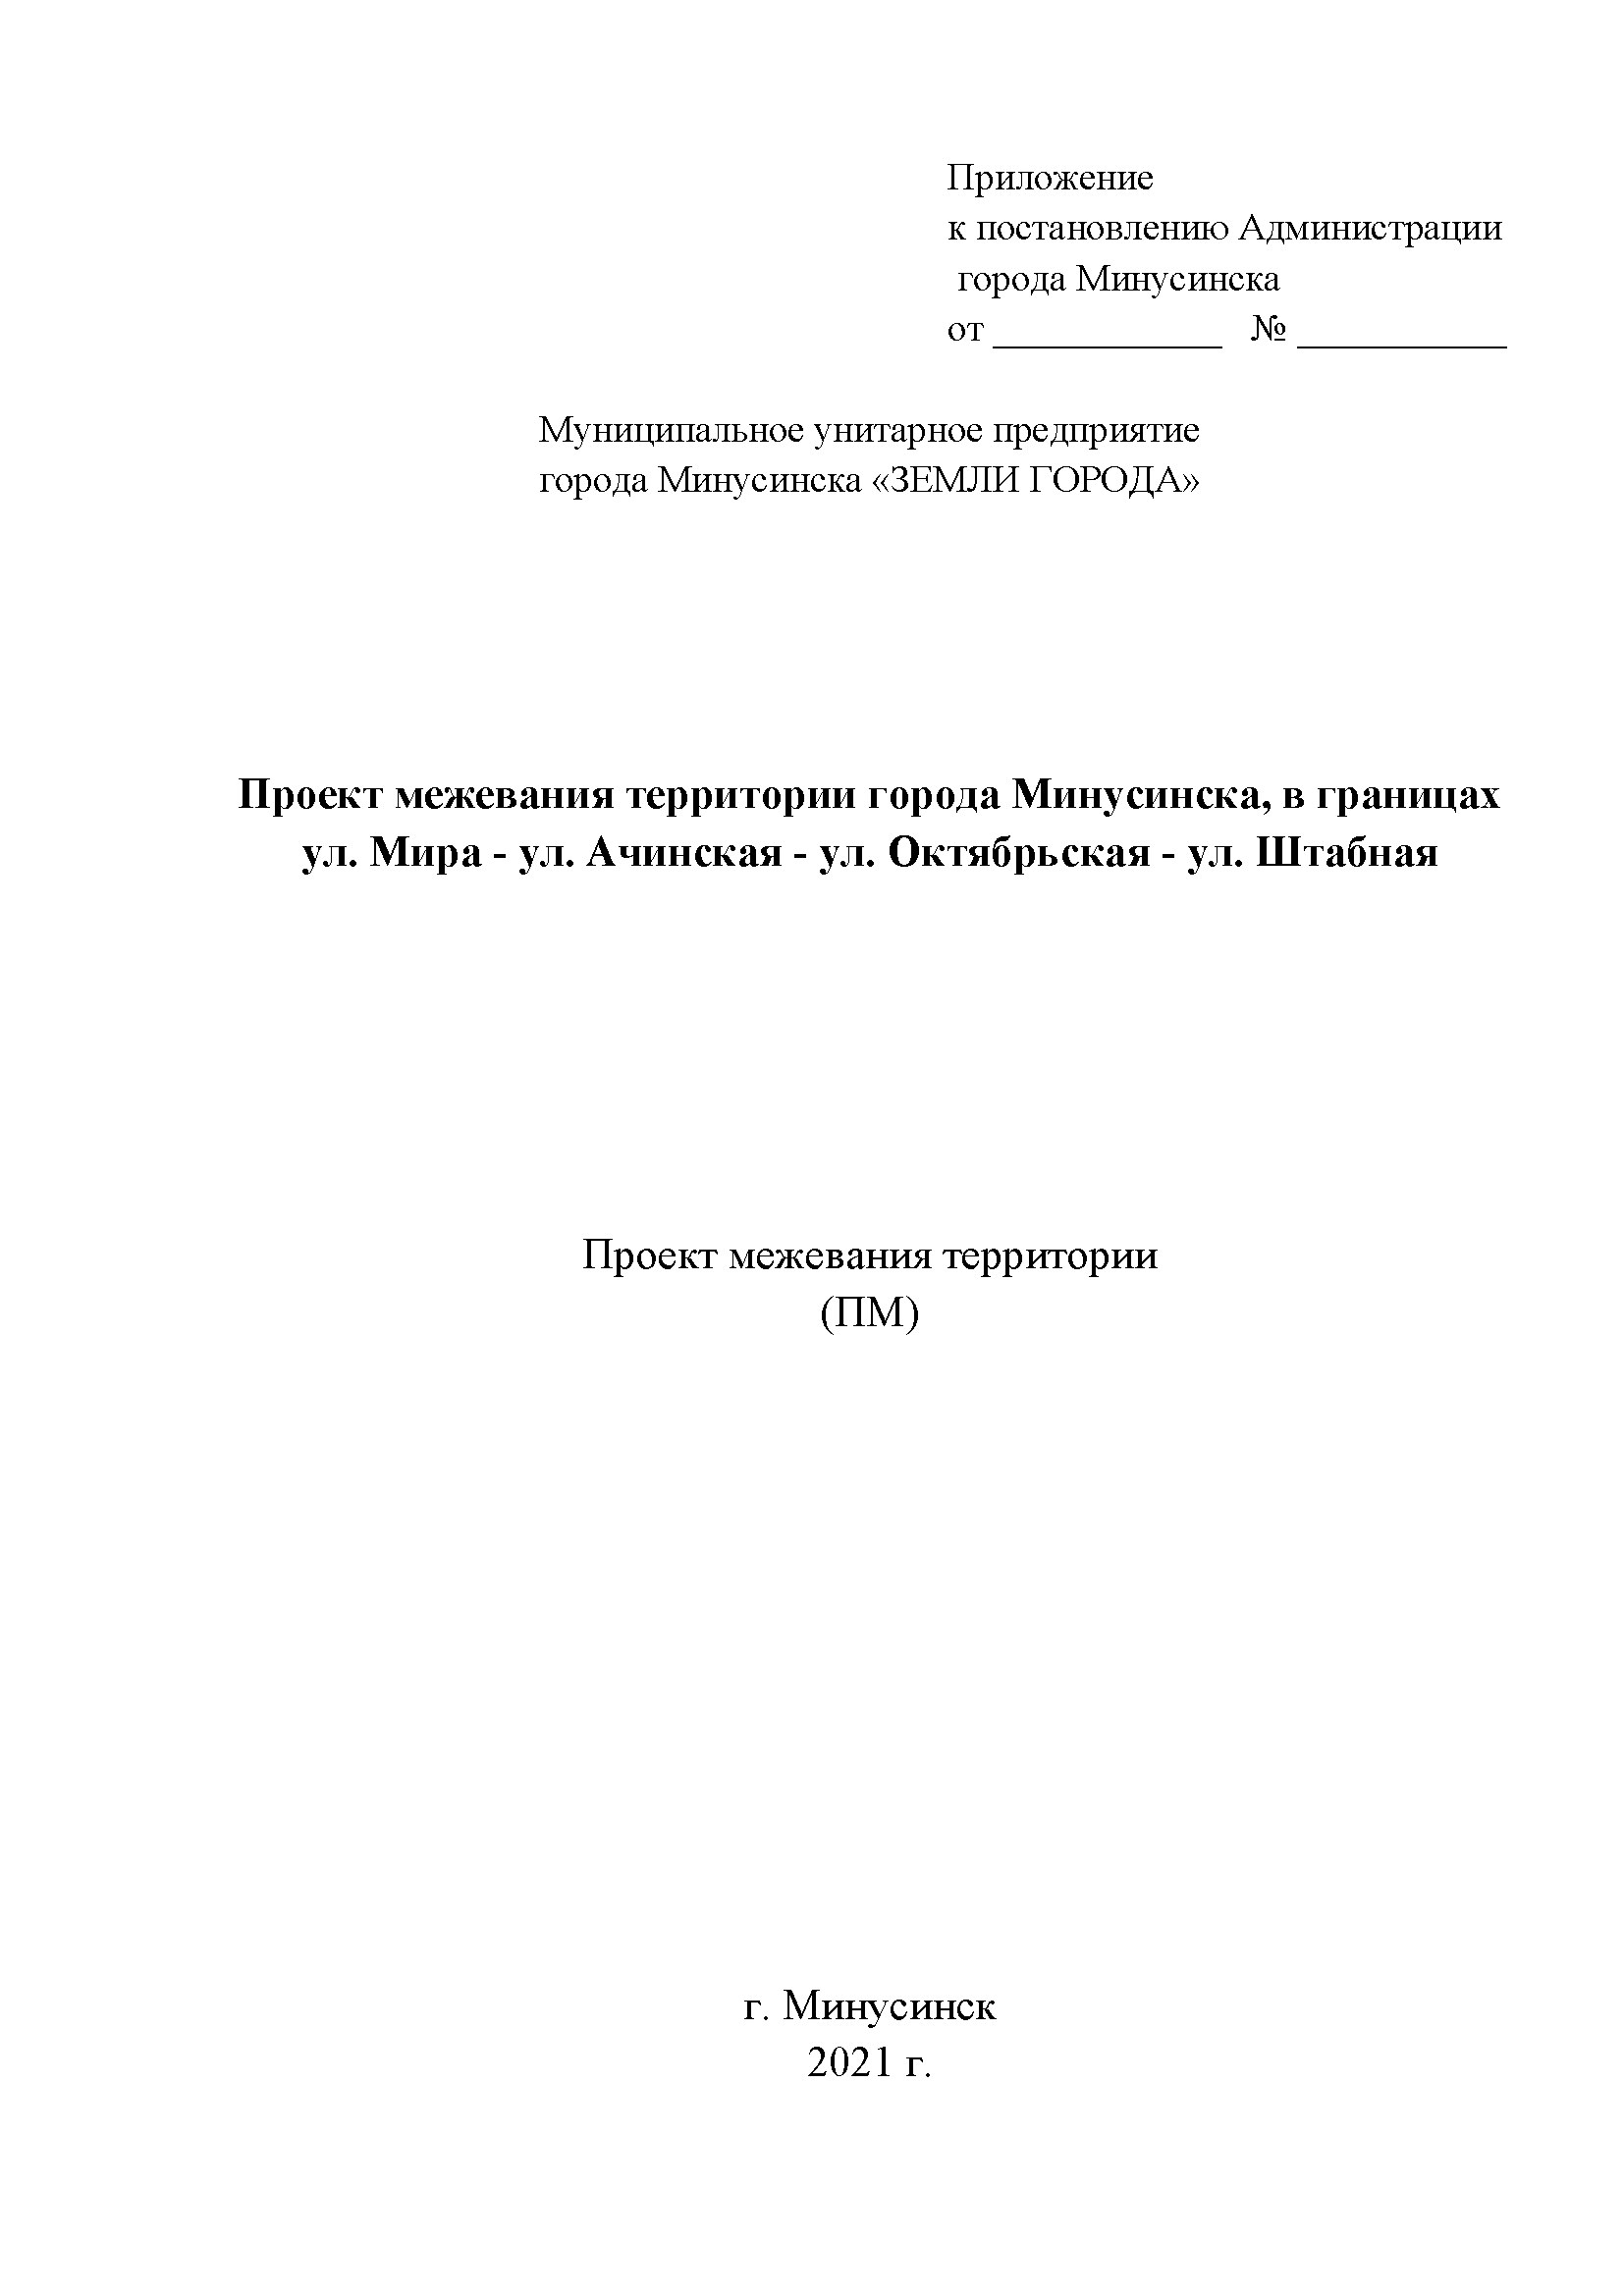 Приложение
к постановлению Администрации
города Минусинска
от ____________ № ___________
Муниципальное унитарное предприятие
города Минусинска «ЗЕМЛИ ГОРОДА»
Проект межевания территории города Минусинска, в границах
ул. Мира - ул. Ачинская - ул. Октябрьская - ул. Штабная
Проект межевания территории
(ПМ)
г. Минусинск
2021 г.